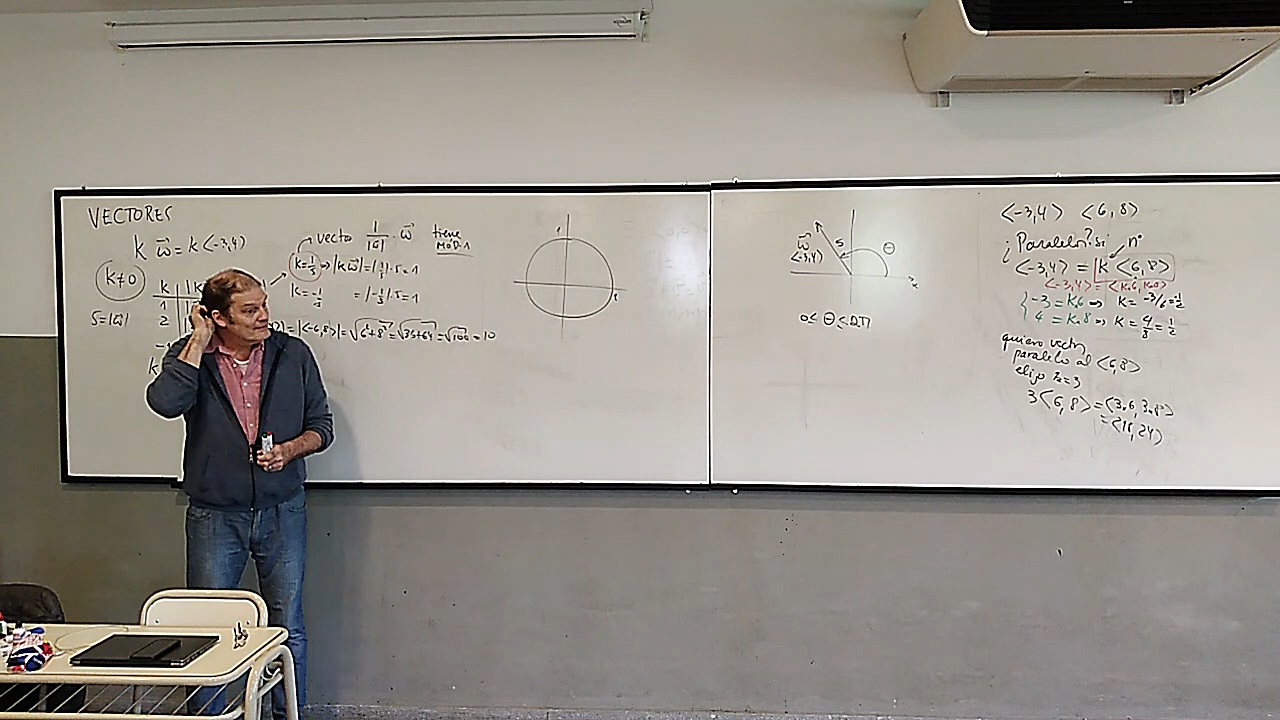 VECTORES
k w⃗ = k <-3,4>
k≠0
5=|w⃗|
k
1
2
vector 1/|w⃗| · w⃗ tiene MOD 1
k=1/5 ⇒ |k w⃗| = |1/5|·5=1
k=-1/5 = |-1/5|·5=1
= |<-6,8>| = √6²+8² = √36+64 = √100 = 10
w⃗
<-3,4>
5
θ
x
0 ≤ θ ≤ 2π
<-3,4> <6,8>
¿Paralelos? si nº
<-3,4> = k <6,8>
<-3,4> = <k.6, k.8>
{ -3 = k.6 ⇒ k = -3/6 = -1/2
4 = k.8 ⇒ k = 4/8 = 1/2
quiero vector
paralelo al <6,8>
elijo k=3
3<6,8> = <3.6, 3.8>
= <18,24>